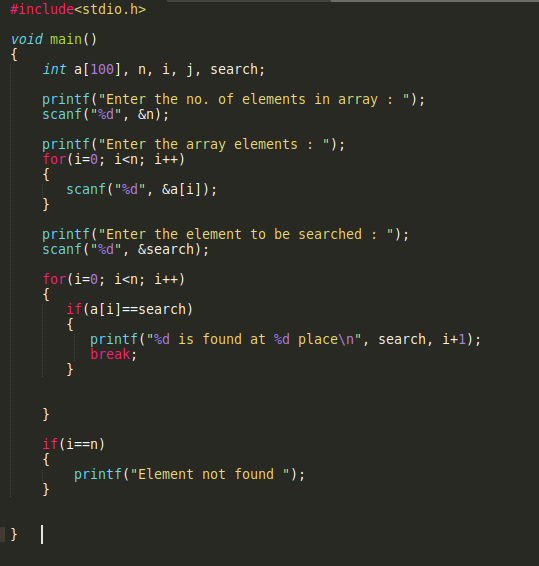 #include<stdio.h>
void main()
{
int a[100], n, i, j, search;
printf("Enter the no. of elements in array : ");
scanf("%d", &n);
printf("Enter the array elements : ");
for(i=0; i<n; i++)
{
scanf("%d", &a[i]);
}
printf("Enter the element to be searched : ");
scanf("%d", &search);
for(i=0; i<n; i++)
{
if(a[i]==search)
{
printf("%d is found at %d place\n", search, i+1);
break;
}
}
if(i==n)
{
printf("Element not found ");
}
}